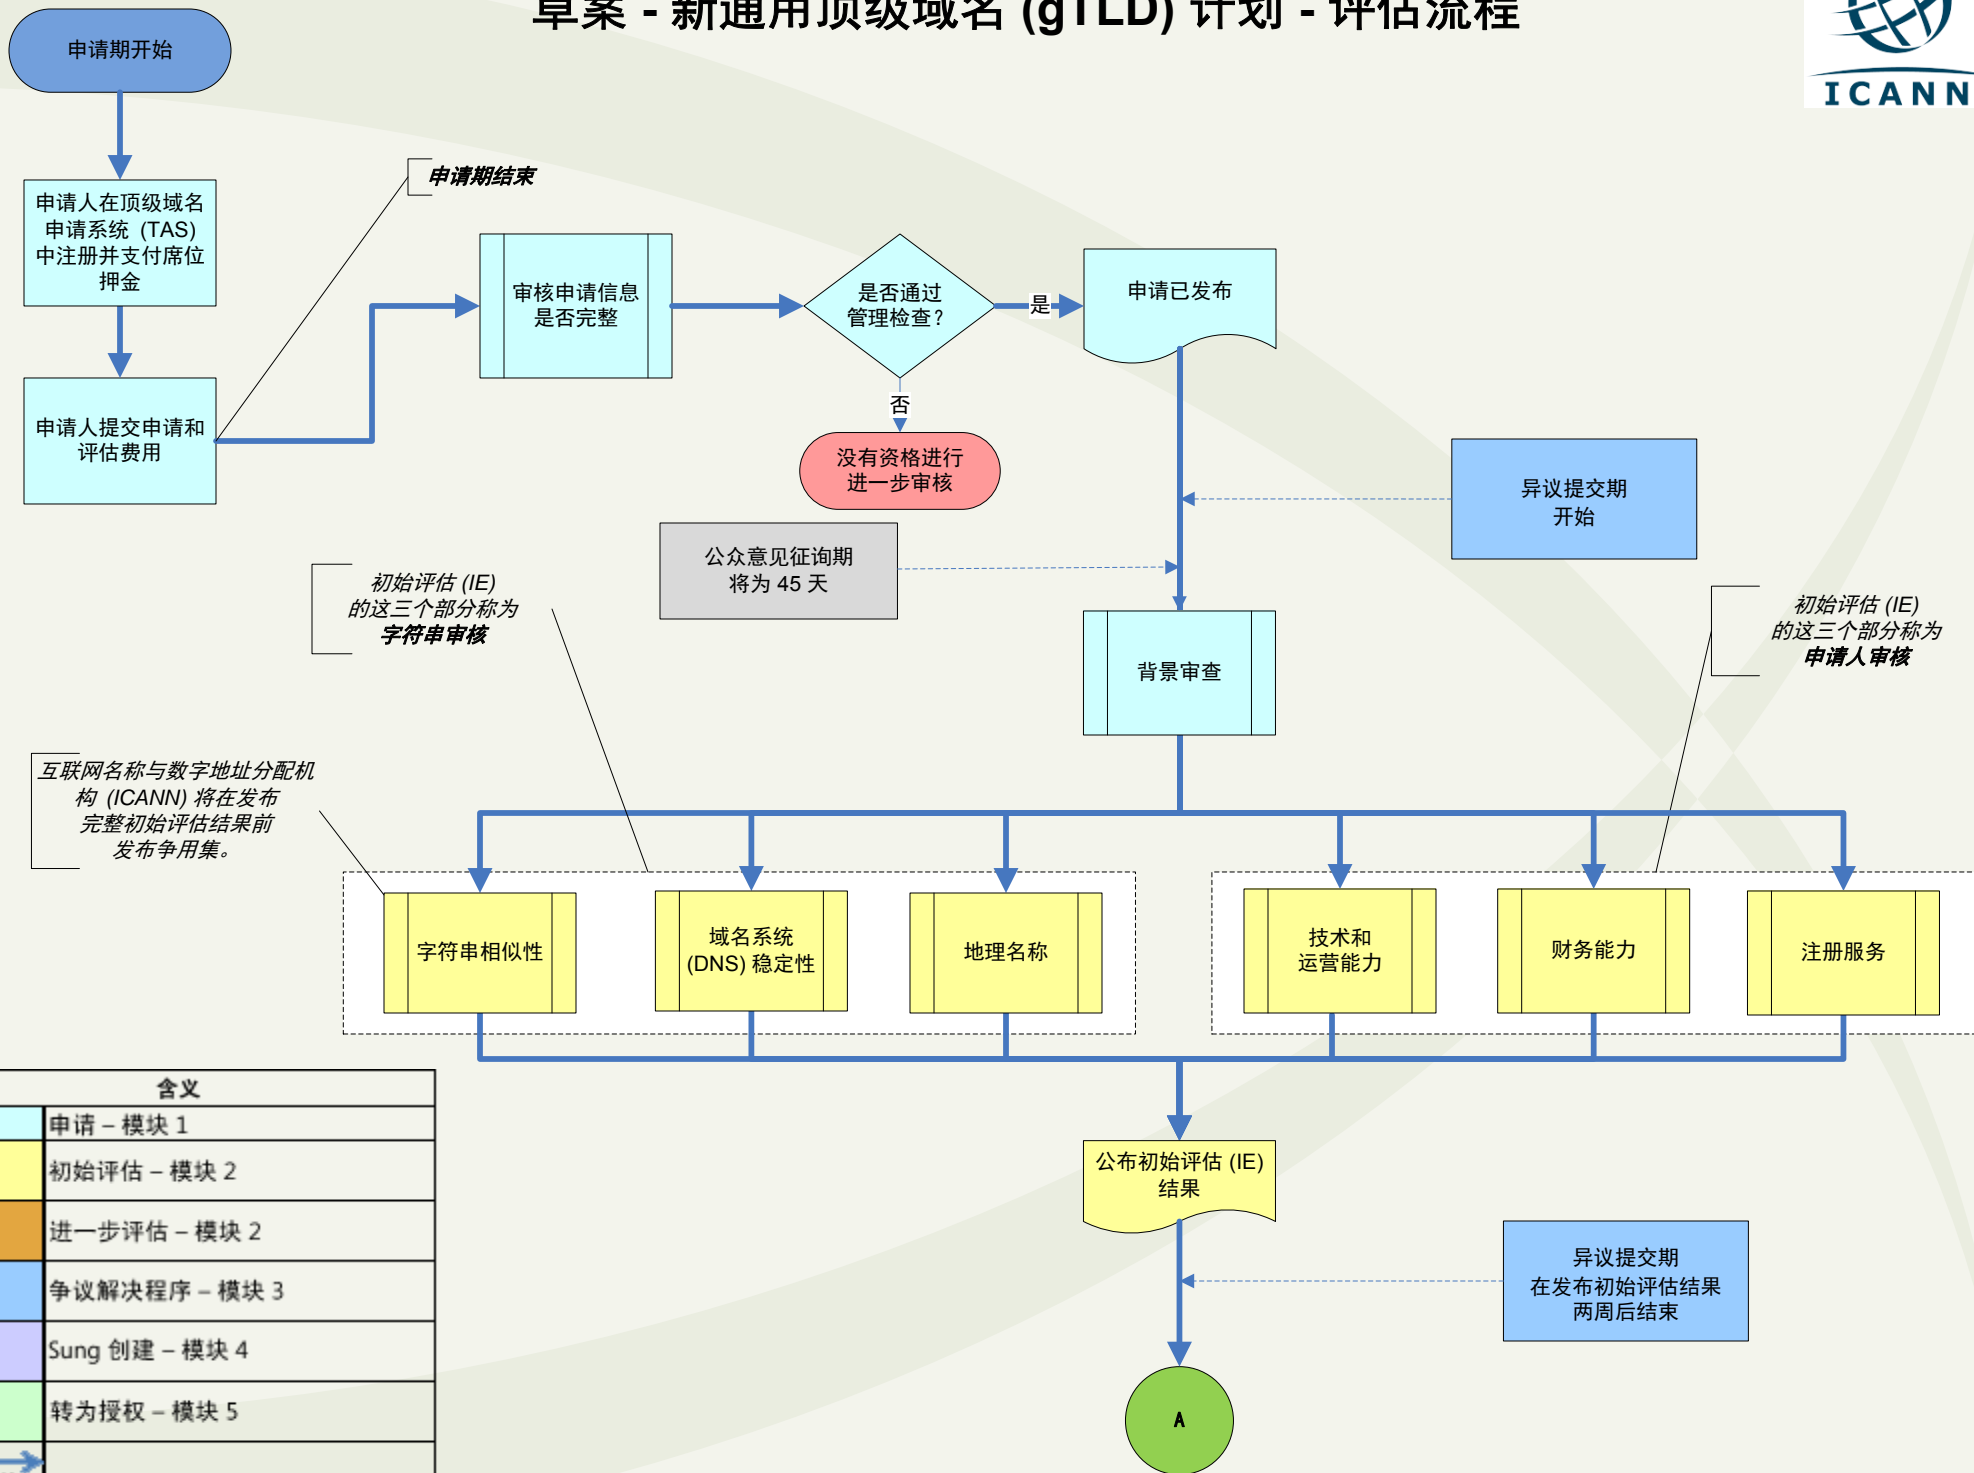 草案 - 新通用顶级域名 (gTLD) 计划 - 评估流程
ICANN
申请期开始
申请人在顶级域名
申请系统 (TAS)
中注册并支付席位
押金
申请人提交申请和
评估费用
申请期结束
审核申请信息
是否完整
是否通过
管理检查？
是
否
没有资格进行
进一步审核
申请已发布
异议提交期
开始
公众意见征询期
将为 45 天
初始评估 (IE)
的这三个部分称为
字符串审核
初始评估 (IE)
的这三个部分称为
申请人审核
背景审查
互联网名称与数字地址分配机
构 (ICANN) 将在发布
完整初始评估结果前
发布争用集。
字符串相似性
域名系统
(DNS) 稳定性
地理名称
技术和
运营能力
财务能力
注册服务
公布初始评估 (IE)
结果
异议提交期
在发布初始评估结果
两周后结束
A
含义
申请 – 模块 1
初始评估 – 模块 2
进一步评估 – 模块 2
争议解决程序 – 模块 3
Sung 创建 – 模块 4
转为授权 – 模块 5